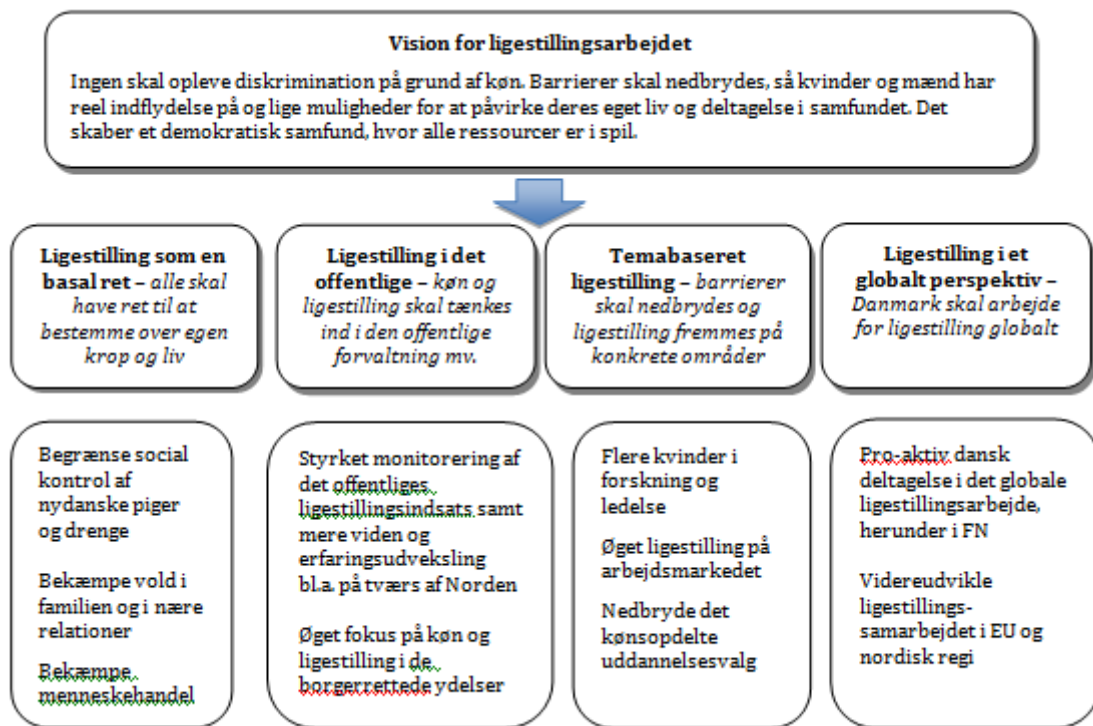 Vision for ligestillingsarbejdet
Ingen skal opleve diskrimination på grund af køn. Barrierer skal nedbrydes, så kvinder og mænd har
reel indflydelse på og lige muligheder for at påvirke deres eget liv og deltagelse i samfundet. Det
skaber et demokratisk samfund, hvor alle ressourcer er i spil.
Ligestilling som en
basal ret – alle skal
have ret til at
bestemme over egen
krop og liv
Ligestilling i det
offentlige – køn og
ligestilling skal tænkes
ind i den offentlige
forvaltning mv.
Temabaseret
ligestilling – barrierer
skal nedbrydes og
ligestilling fremmes på
konkrete områder
Ligestilling i et
globalt perspektiv –
Danmark skal arbejde
for ligestilling globalt
Begrænse social
kontrol af
nydanske piger
og drenge
Bekæmpe vold i
familien og i nære
relationer
Bekæmpe
menneskehandel
Styrket monitorering af
det offentliges
ligestillingsindsats samt
mere viden og
erfaringsudveksling
bl.a. på tværs af Norden
Øget fokus på køn og
ligestilling i de
borgerrettede ydelser
Flere kvinder i
forskning og
ledelse
Øget ligestilling på
arbejdsmarkedet
Nedbryde det
kønsopdelte
uddannelsesvalg
Pro-aktiv dansk
deltagelse i det globale
ligestillingsarbejde,
herunder i FN
Videreudvikle
ligestillings-
samarbejdet i EU og
nordisk regi